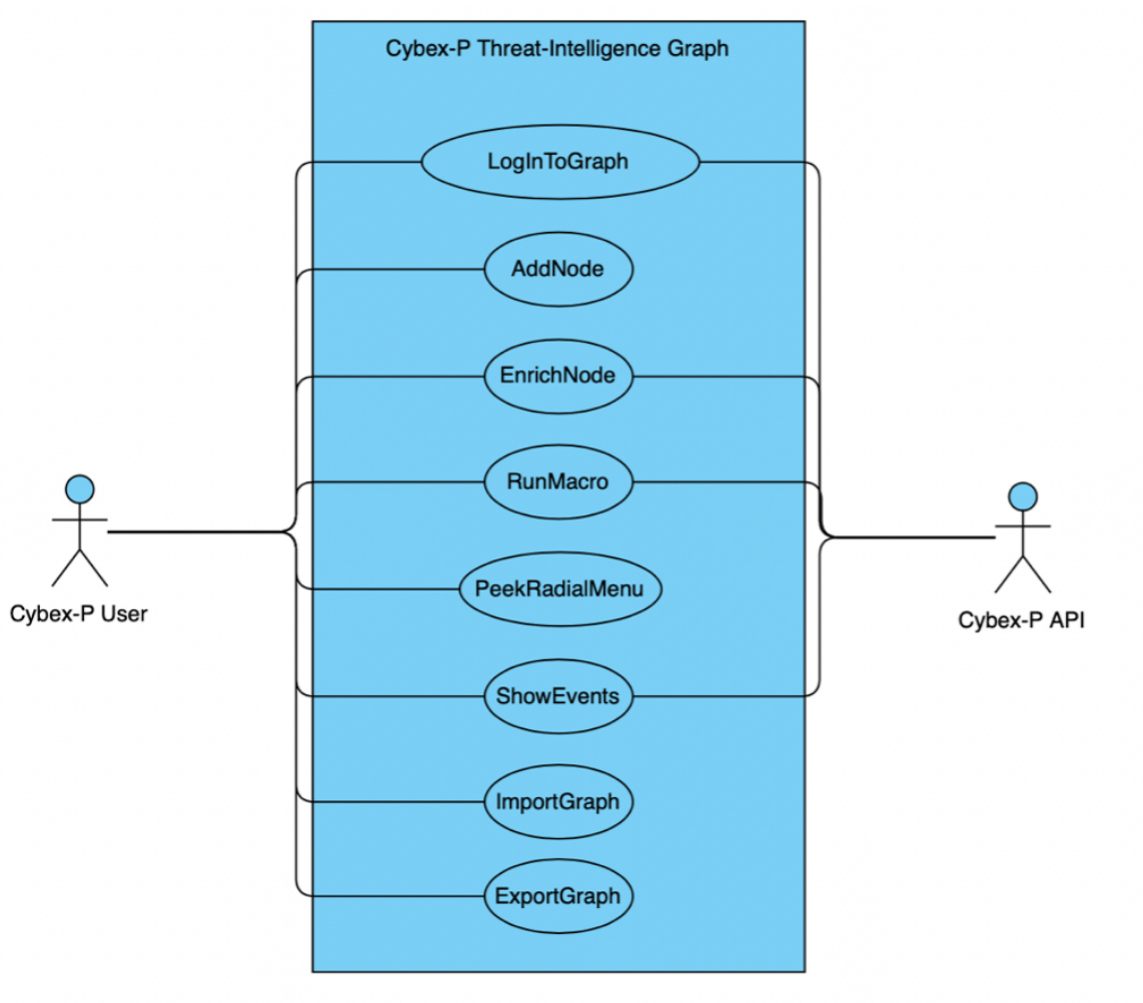 Cybex-P Threat-Intelligence Graph
LogInToGraph
AddNode
EnrichNode
RunMacro
PeekRadialMenu
ShowEvents
ImportGraph
ExportGraph
Cybex-P User
Cybex-P API